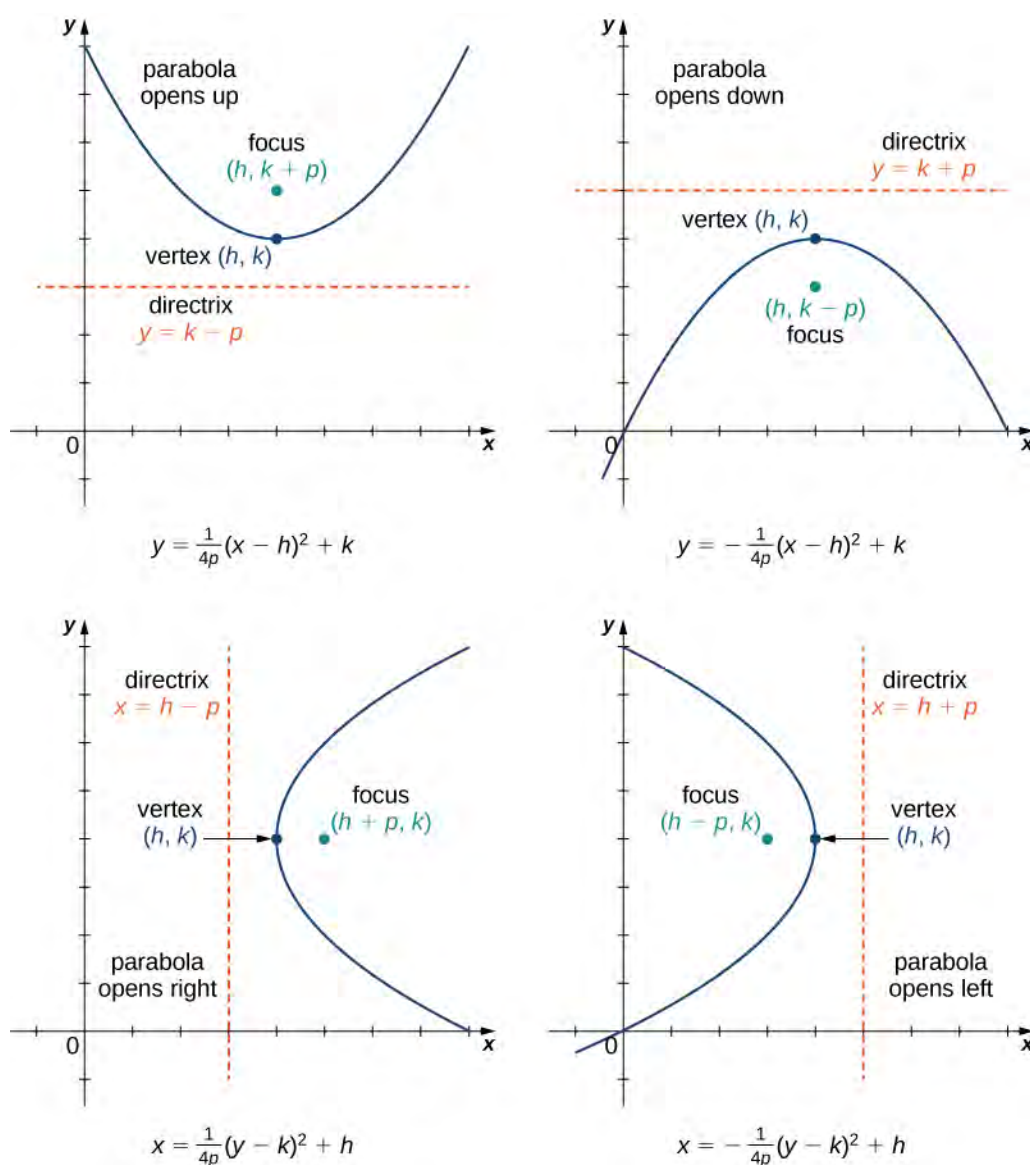 y
parabola
opens up
focus
(h, k + p)
vertex (h, k)
directrix
y = k − p
0
x
y = 1/4p (x − h)² + k
y
parabola
opens down
directrix
y = k + p
vertex (h, k)
(h, k − p)
focus
0
x
y = − 1/4p (x − h)² + k
y
directrix
x = h − p
focus
(h + p, k)
vertex
(h, k)
parabola
opens right
0
x
x = 1/4p (y − k)² + h
y
directrix
x = h + p
focus
(h − p, k)
vertex
(h, k)
parabola
opens left
0
x
x = − 1/4p (y − k)² + h